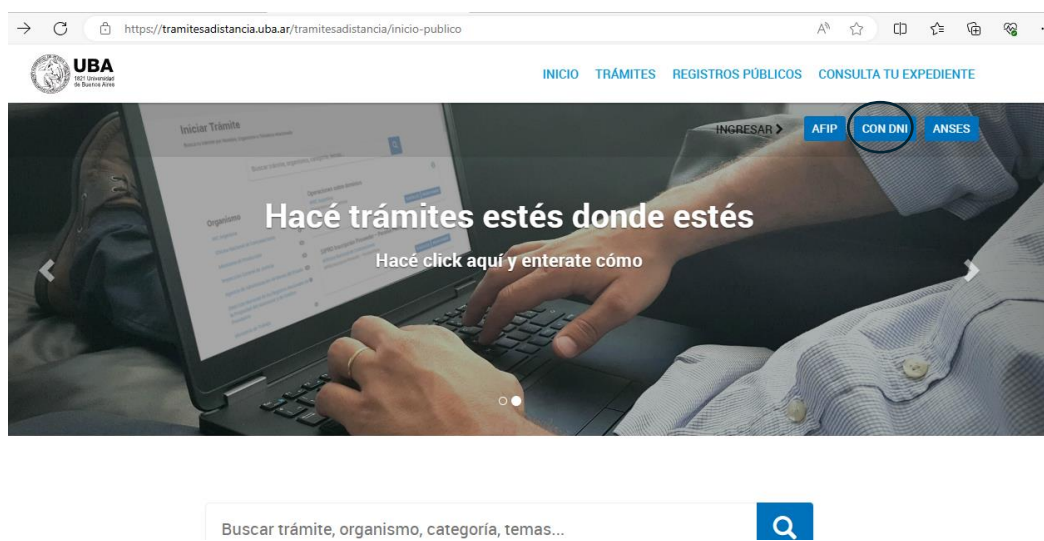 https://tramitesadistancia.uba.ar/tramitesadistancia/inicio-publico
UBA
1821 Universidad
de Buenos Aires
INICIO TRÁMITES REGISTROS PÚBLICOS CONSULTA TU EXPEDIENTE
INGRESAR AFIP CON DNI ANSES
Iniciar Trámite
Organismo
Hacé trámites estés donde estés
Hacé click aquí y enterate cómo
Buscar trámite, organismo, categoría, temas...